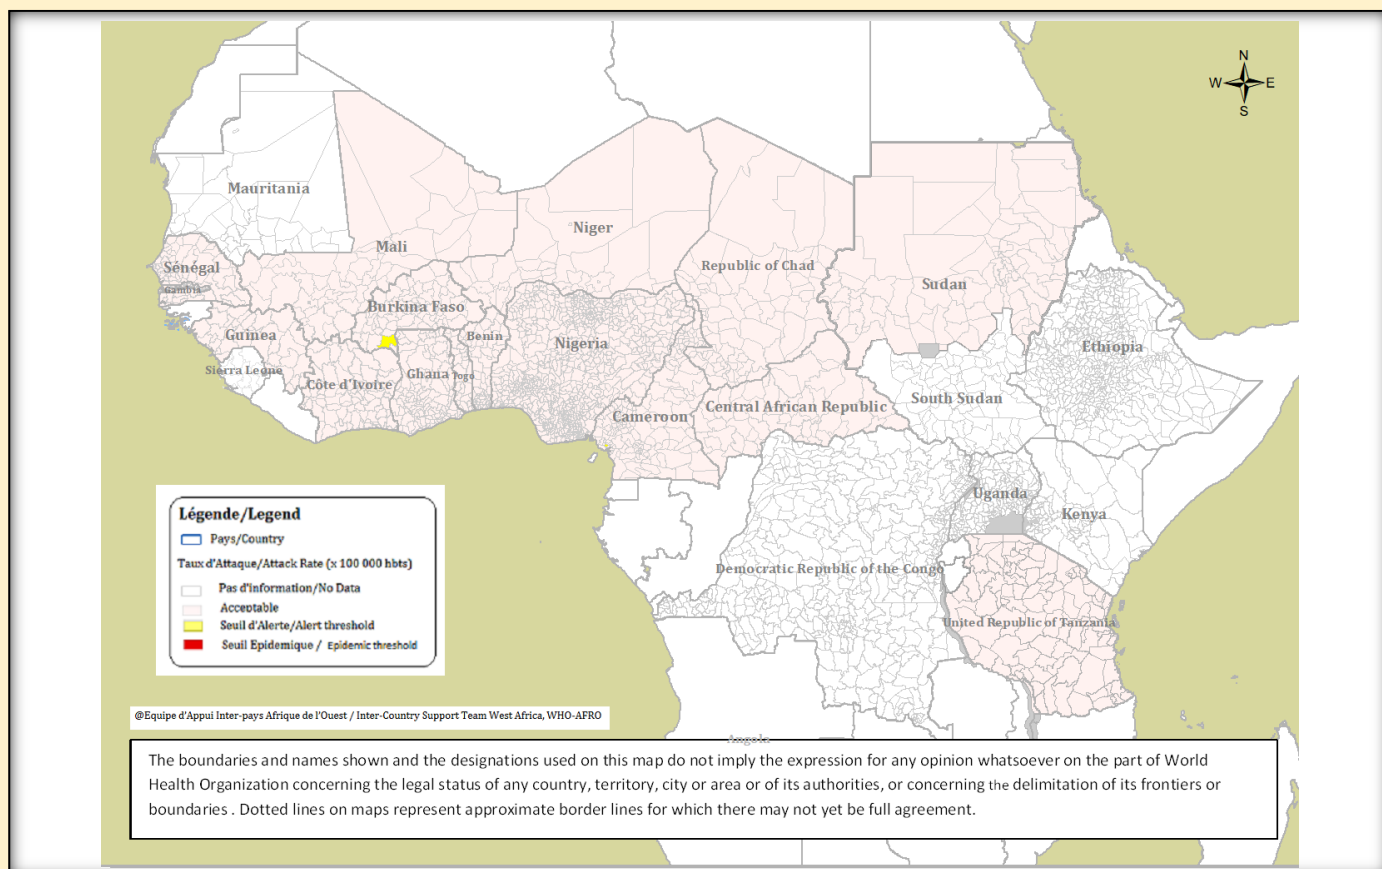 N
W E
S
Mauritania
Mali
Niger
Republic of Chad
Sudan
Sénégal
Gambia
Burkina Faso
Guinea
Benin
Nigeria
Ethiopia
Sierra Leone
Côte d'Ivoire
Ghana
Togo
Cameroon
Central African Republic
South Sudan
Uganda
Kenya
Democratic Republic of the Congo
United Republic of Tanzania
Angola
Légende/Legend
Pays/Country
Taux d'Attaque/Attack Rate (x 100 000 hbts)
Pas d'information/No Data
Acceptable
Seuil d'Alerte/Alert threshold
Seuil Epidemique / Epidemic threshold
@Equipe d'Appui Inter-pays Afrique de l'Ouest / Inter-Country Support Team West Africa, WHO-AFRO
The boundaries and names shown and the designations used on this map do not imply the expression for any opinion whatsoever on the part of World
Health Organization concerning the legal status of any country, territory, city or area or of its authorities, or concerning the delimitation of its frontiers or
boundaries . Dotted lines on maps represent approximate border lines for which there may not yet be full agreement.